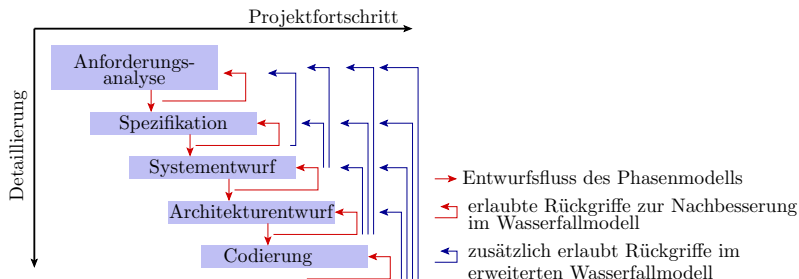 Projektfortschritt
Detaillierung
Anforderungs-
analyse
Spezifikation
Systementwurf
Architekturentwurf
Codierung
Entwurfsfluss des Phasenmodells
erlaubte Rückgriffe zur Nachbesserung
im Wasserfallmodell
zusätzlich erlaubt Rückgriffe im
erweiterten Wasserfallmodell